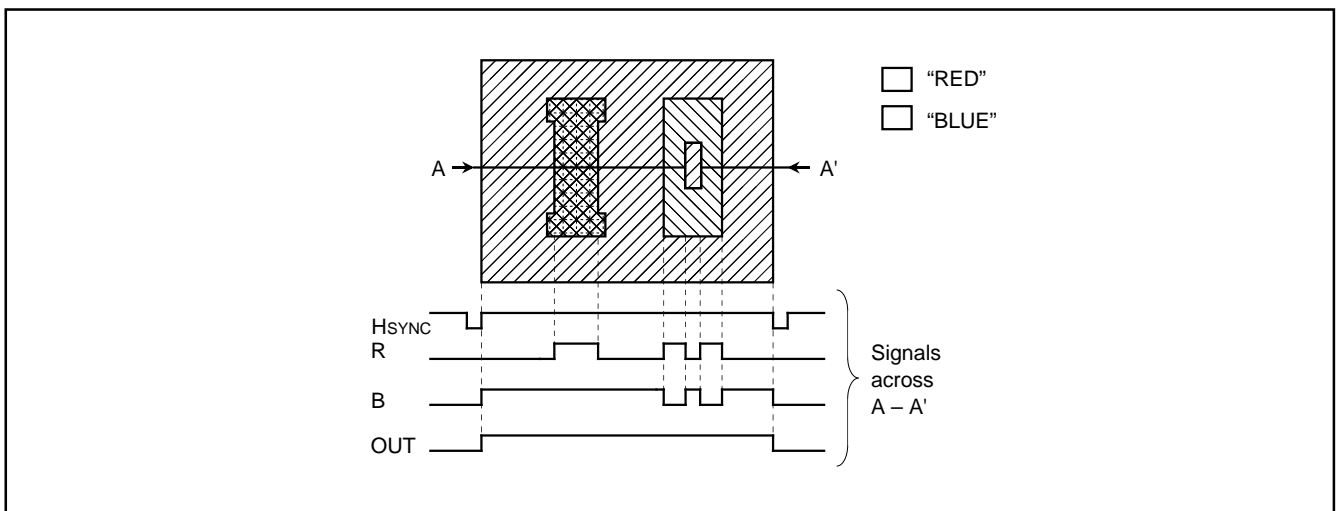 “RED”
“BLUE”
A
A'
HSYNC
R
B
OUT
Signals
across
A – A'